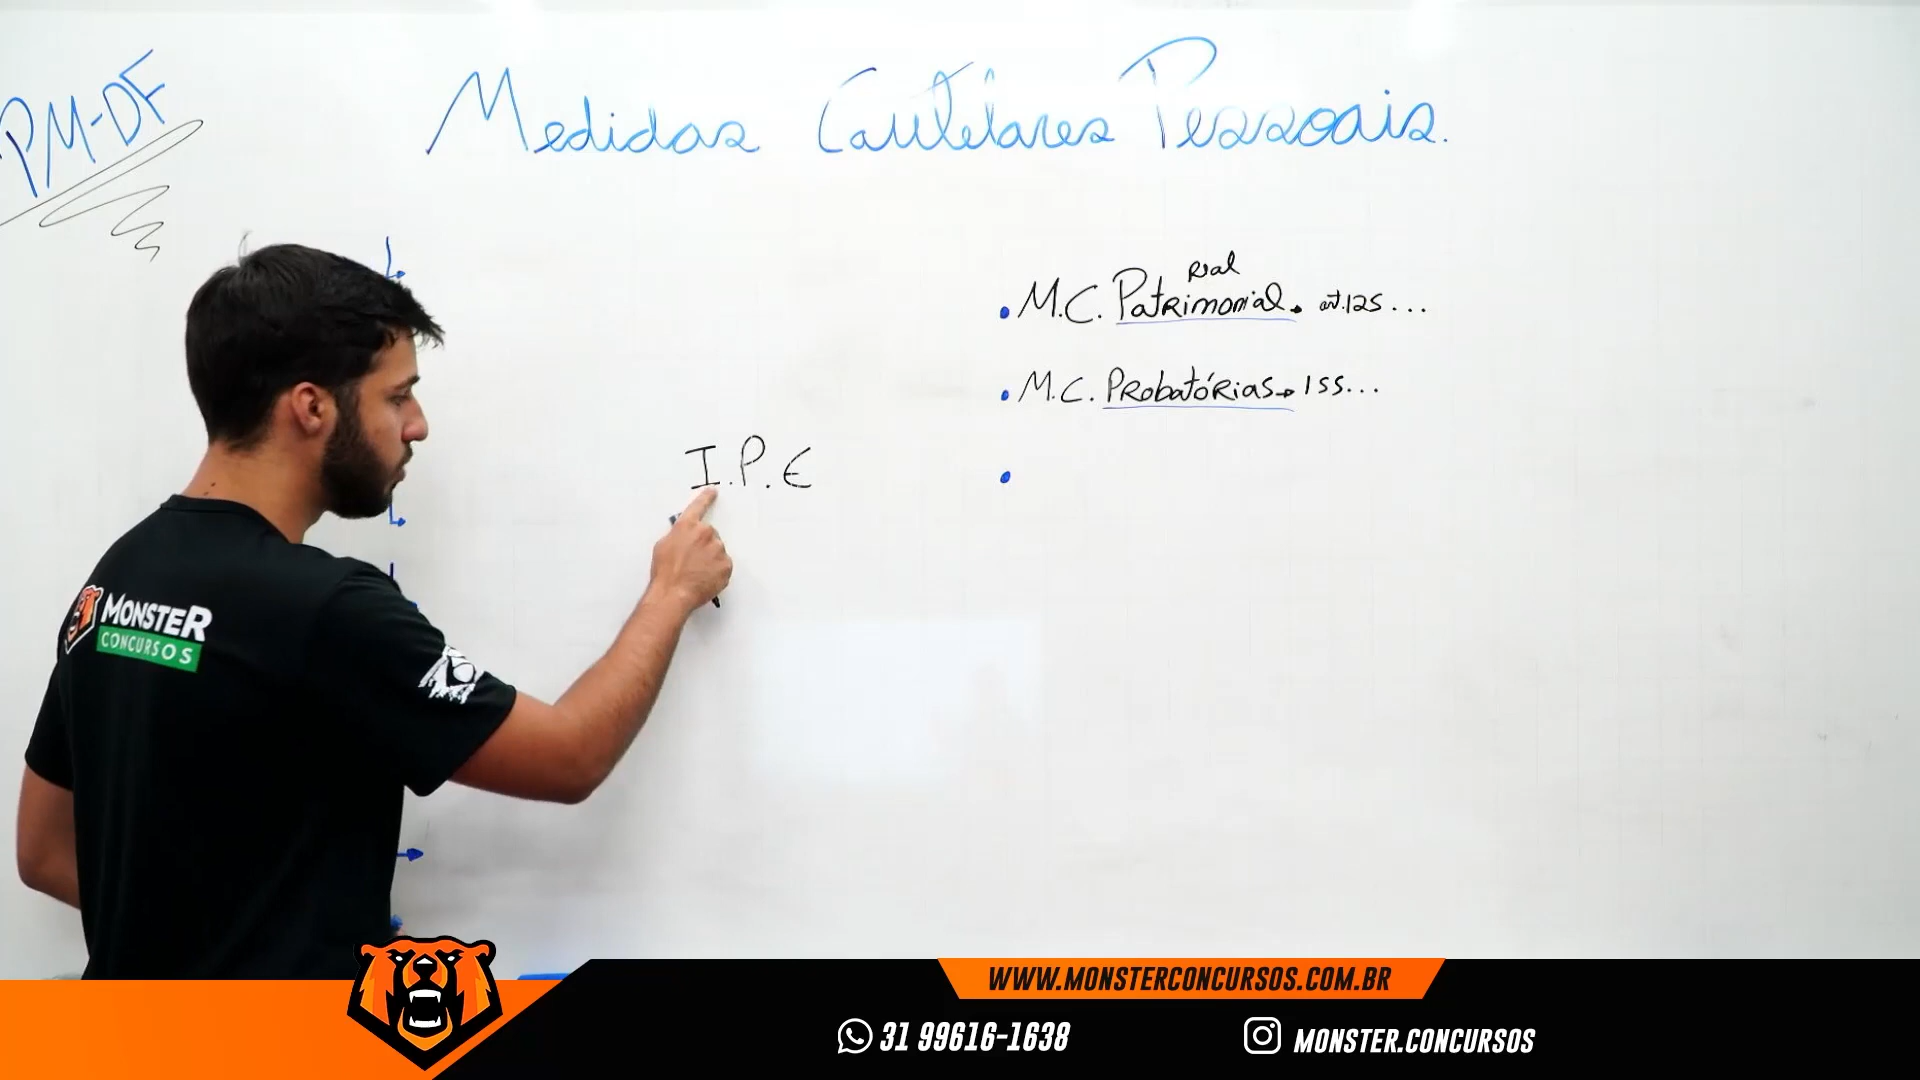 PM-DF
Medidas Cautelares Pessoais.
• M.C. Patrimonial. art.125 ...
Real
• M.C. Probatórias 155...
I.P.E
MONSTER
CONCURSOS
WWW.MONSTERCONCURSOS.COM.BR
31 99616-1638
MONSTER.CONCURSOS